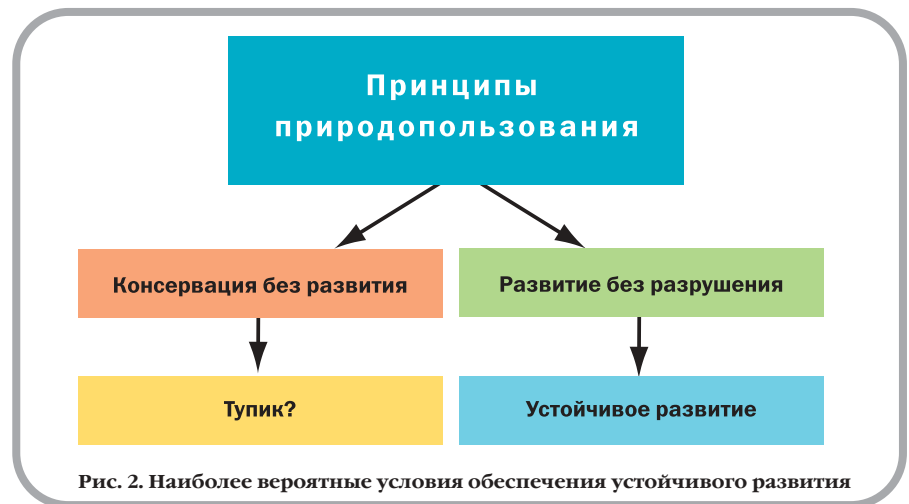 Принципы
природопользования
Консервация без развития
Развитие без разрушения
Тупик?
Устойчивое развитие
Рис. 2. Наиболее вероятные условия обеспечения устойчивого развития